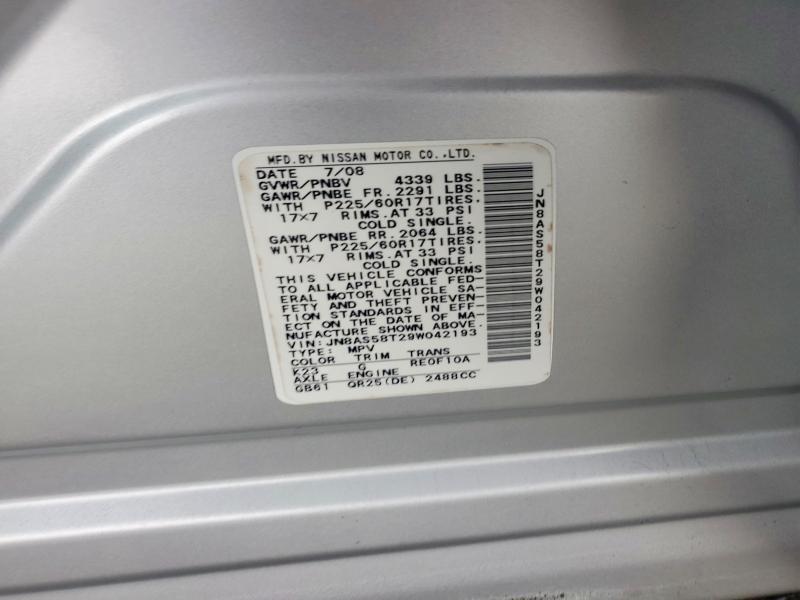 MFD.BY NISSAN MOTOR CO.,LTD.
DATE 7/08
GVWR/PNBV 4339 LBS.
GAWR/PNBE FR. 2291 LBS.
WITH P225/60R17TIRES.
17×7 RIMS.AT 33 PSI
COLD SINGLE.
GAWR/PNBE RR. 2064 LBS.
WITH P225/60R17TIRES.
17×7 RIMS.AT 33 PSI
COLD SINGLE.
THIS VEHICLE CONFORMS
TO ALL APPLICABLE FED-
ERAL MOTOR VEHICLE SA-
FETY AND THEFT PREVEN-
TION STANDARDS IN EFF-
ECT ON THE DATE OF MA-
NUFACTURE SHOWN ABOVE.
VIN: JN8AS58T29W042193
TYPE: MPV
COLOR TRIM TRANS
K23 G RE0F10A
AXLE ENGINE
GB61 QR25(DE) 2488CC
JN8AS58T29W042193